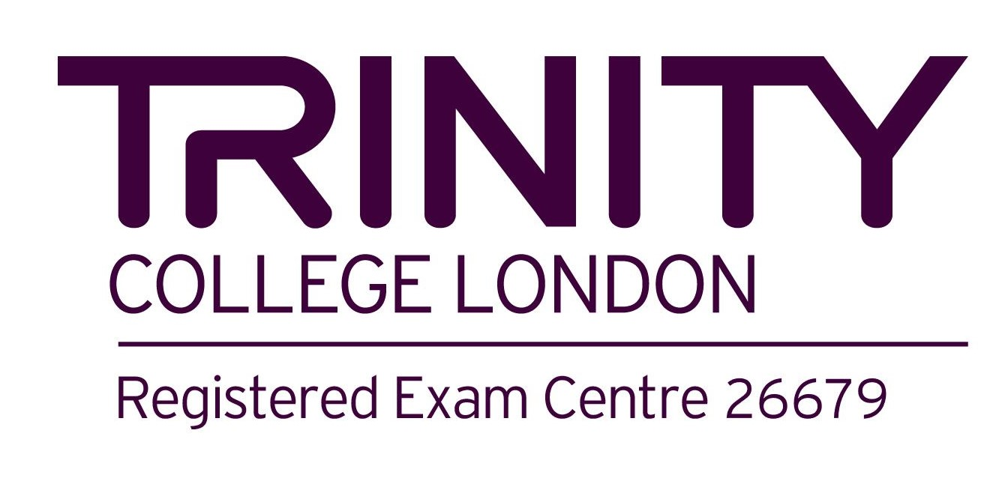 TRINITY
COLLEGE LONDON
Registered Exam Centre 26679